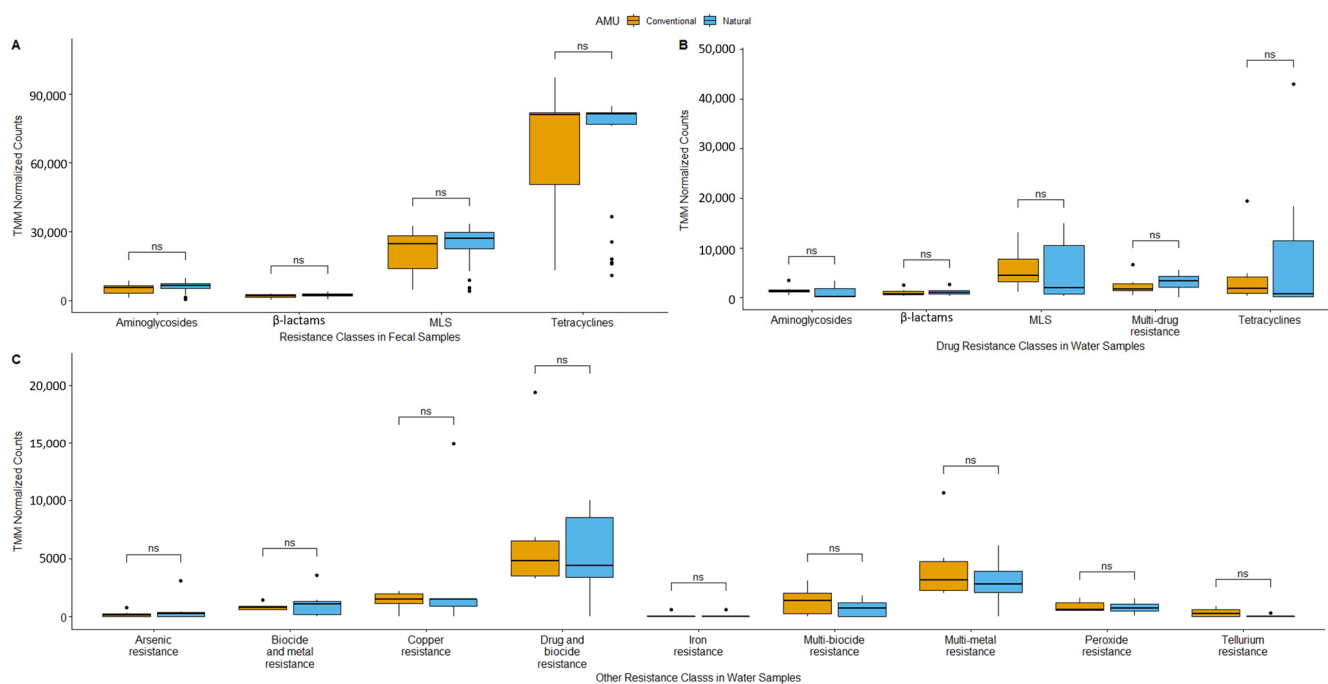 AMU Conventional Natural
A
TMM Normalized Counts
90,000
60,000
30,000
0
ns
ns
ns
ns
Aminoglycosides
β-lactams
MLS
Tetracyclines
Resistance Classes in Fecal Samples
B
TMM Normalized Counts
50,000
40,000
30,000
20,000
10,000
0
ns
ns
ns
ns
ns
Aminoglycosides
β-lactams
MLS
Multi-drug
resistance
Tetracyclines
Drug Resistance Classes in Water Samples
C
TMM Normalized Counts
20,000
15,000
10,000
5000
0
ns
ns
ns
ns
ns
ns
ns
ns
ns
Arsenic
resistance
Biocide
and metal
resistance
Copper
resistance
Drug and
biocide
resistance
Iron
resistance
Multi-biocide
resistance
Multi-metal
resistance
Peroxide
resistance
Tellurium
resistance
Other Resistance Classs in Water Samples